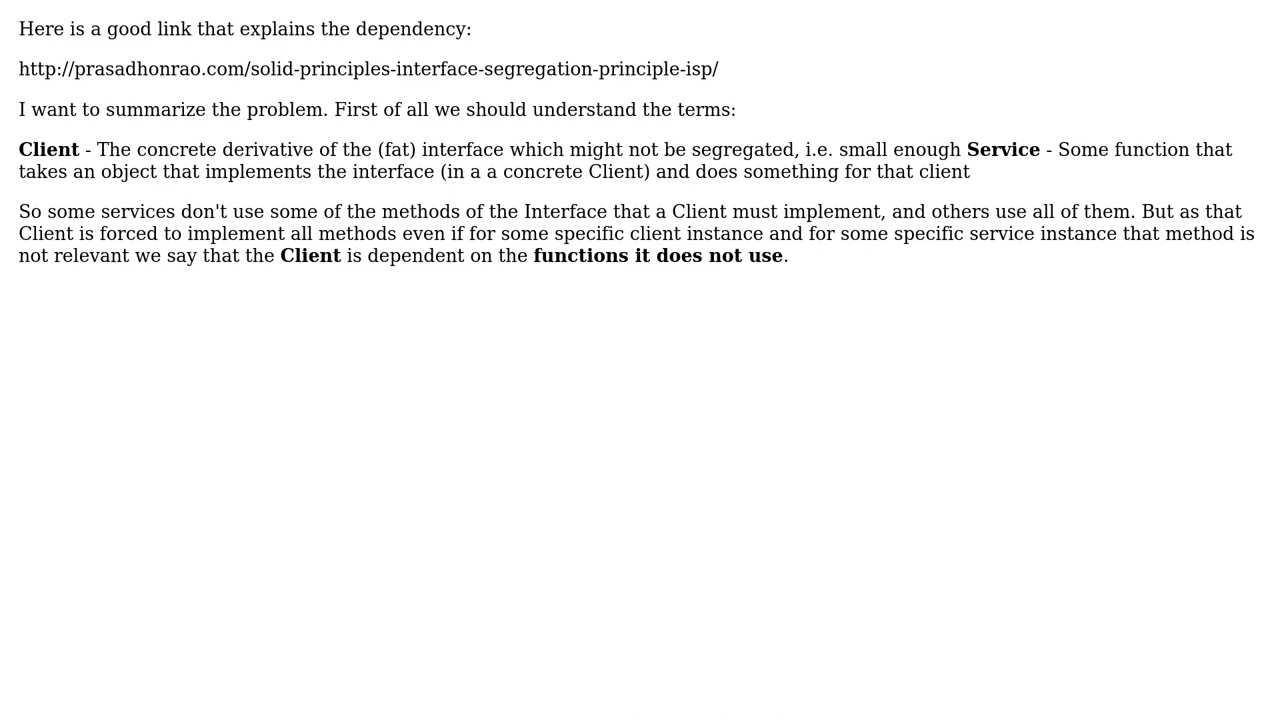 Here is a good link that explains the dependency:
http://prasadhonrao.com/solid-principles-interface-segregation-principle-isp/
I want to summarize the problem. First of all we should understand the terms:
Client - The concrete derivative of the (fat) interface which might not be segregated, i.e. small enough Service - Some function that
takes an object that implements the interface (in a a concrete Client) and does something for that client
So some services don't use some of the methods of the Interface that a Client must implement, and others use all of them. But as that
Client is forced to implement all methods even if for some specific client instance and for some specific service instance that method is
not relevant we say that the Client is dependent on the functions it does not use.